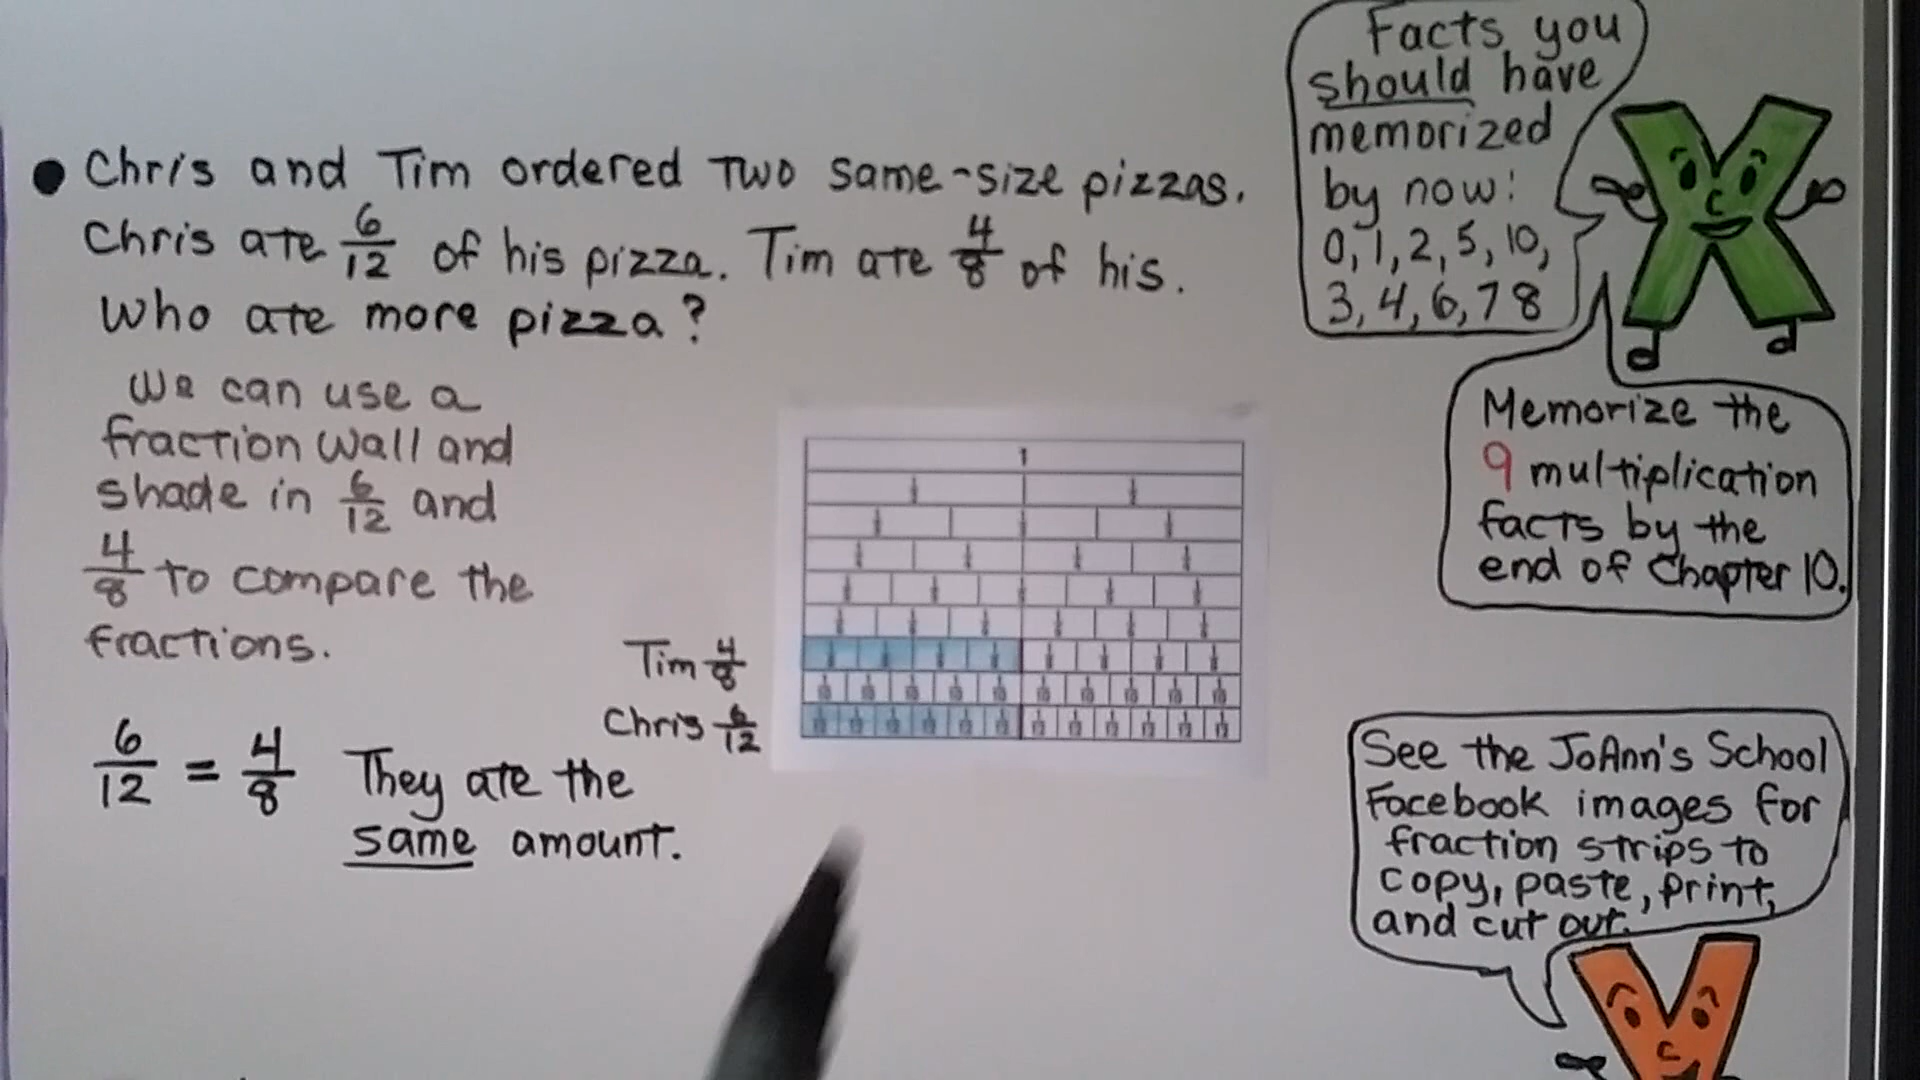 Chris and Tim ordered Two same-size pizzas.
Chris ate 6/12 of his pizza. Tim ate 4/8 of his.
Who ate more pizza?
We can use a
fraction wall and
shade in 6/12 and
4/8 to compare the
fractions.
Tim 4/8
Chris 6/12
6/12 = 4/8 They ate the
same amount.
1
Facts you
should have
memorized
by now:
0, 1, 2, 5, 10,
3, 4, 6, 7 8
Memorize the
9 multiplication
facts by the
end of Chapter 10.
See the JoAnn's School
Facebook images for
fraction strips to
copy, paste, print,
and cut out.